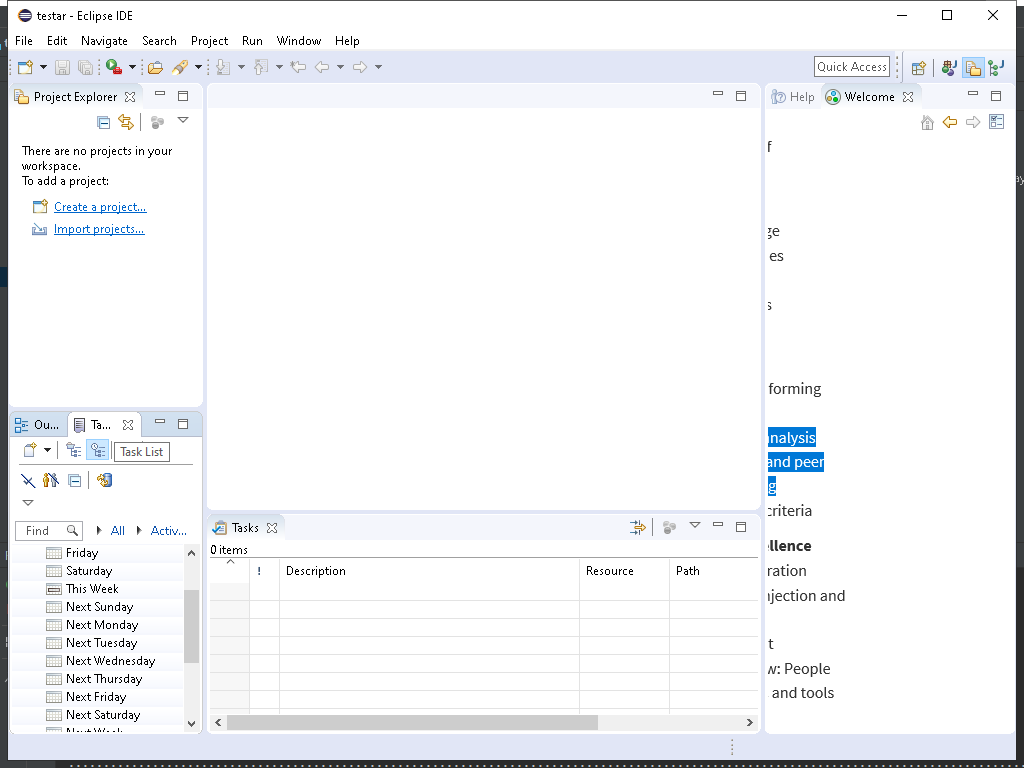 testar - Eclipse IDE
File Edit Navigate Search Project Run Window Help
Quick Access
Project Explorer
There are no projects in your
workspace.
To add a project:
Create a project...
Import projects...
Ou...
Ta...
Task List
Find
All
Activ...
Friday
Saturday
This Week
Next Sunday
Next Monday
Next Tuesday
Next Wednesday
Next Thursday
Next Friday
Next Saturday
Tasks
0 items
! Description Resource Path
Help
Welcome
f
ge
es
s
forming
nalysis
and peer
g
criteria
llence
ration
njection and
t
w: People
and tools